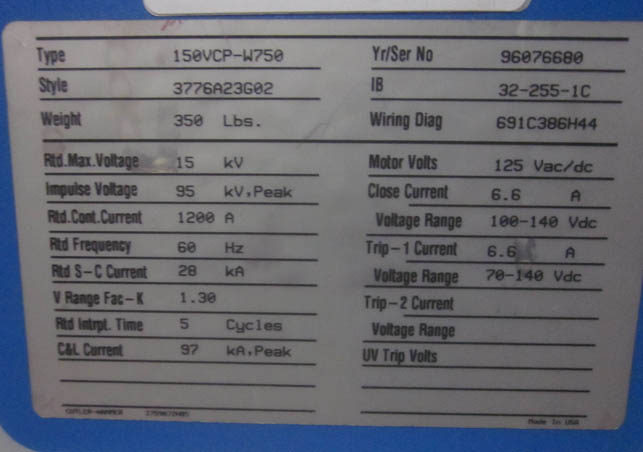 Type 150VCP-W750 Yr/Ser No 96076680
Style 3776A23G02 IB 32-255-1C
Weight 350 Lbs. Wiring Diag 691C386H44
Rtd.Max.Voltage 15 kV Motor Volts 125 Vac/dc
Impulse Voltage 95 kV,Peak Close Current 6.6 A
Rtd.Cont.Current 1200 A Voltage Range 100-140 Vdc
Rtd Frequency 60 Hz Trip-1 Current 6.6 A
Rtd S-C Current 28 kA Voltage Range 70-140 Vdc
V Range Fac-K 1.30 Trip-2 Current
Rtd Intrpt. Time 5 Cycles Voltage Range
C&L Current 97 kA,Peak UV Trip Volts
CUTLER-HAMMER Made In USA